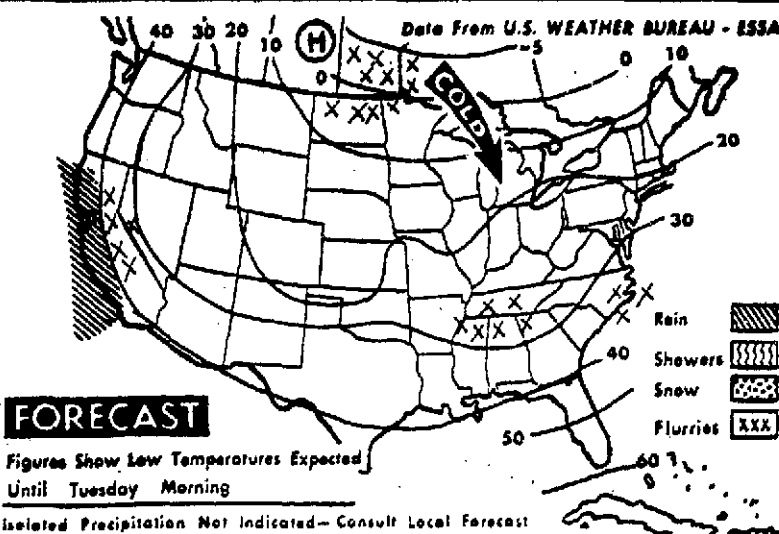 Data From U.S. WEATHER BUREAU - ESSA
40 30 20 10 H 0 -5 0 10
COLD
20
30
40
50
60
Rain
Showers
Snow
Flurries XXX
FORECAST
Figures Show Low Temperatures Expected
Until Tuesday Morning
Isolated Precipitation Not Indicated— Consult Local Forecast